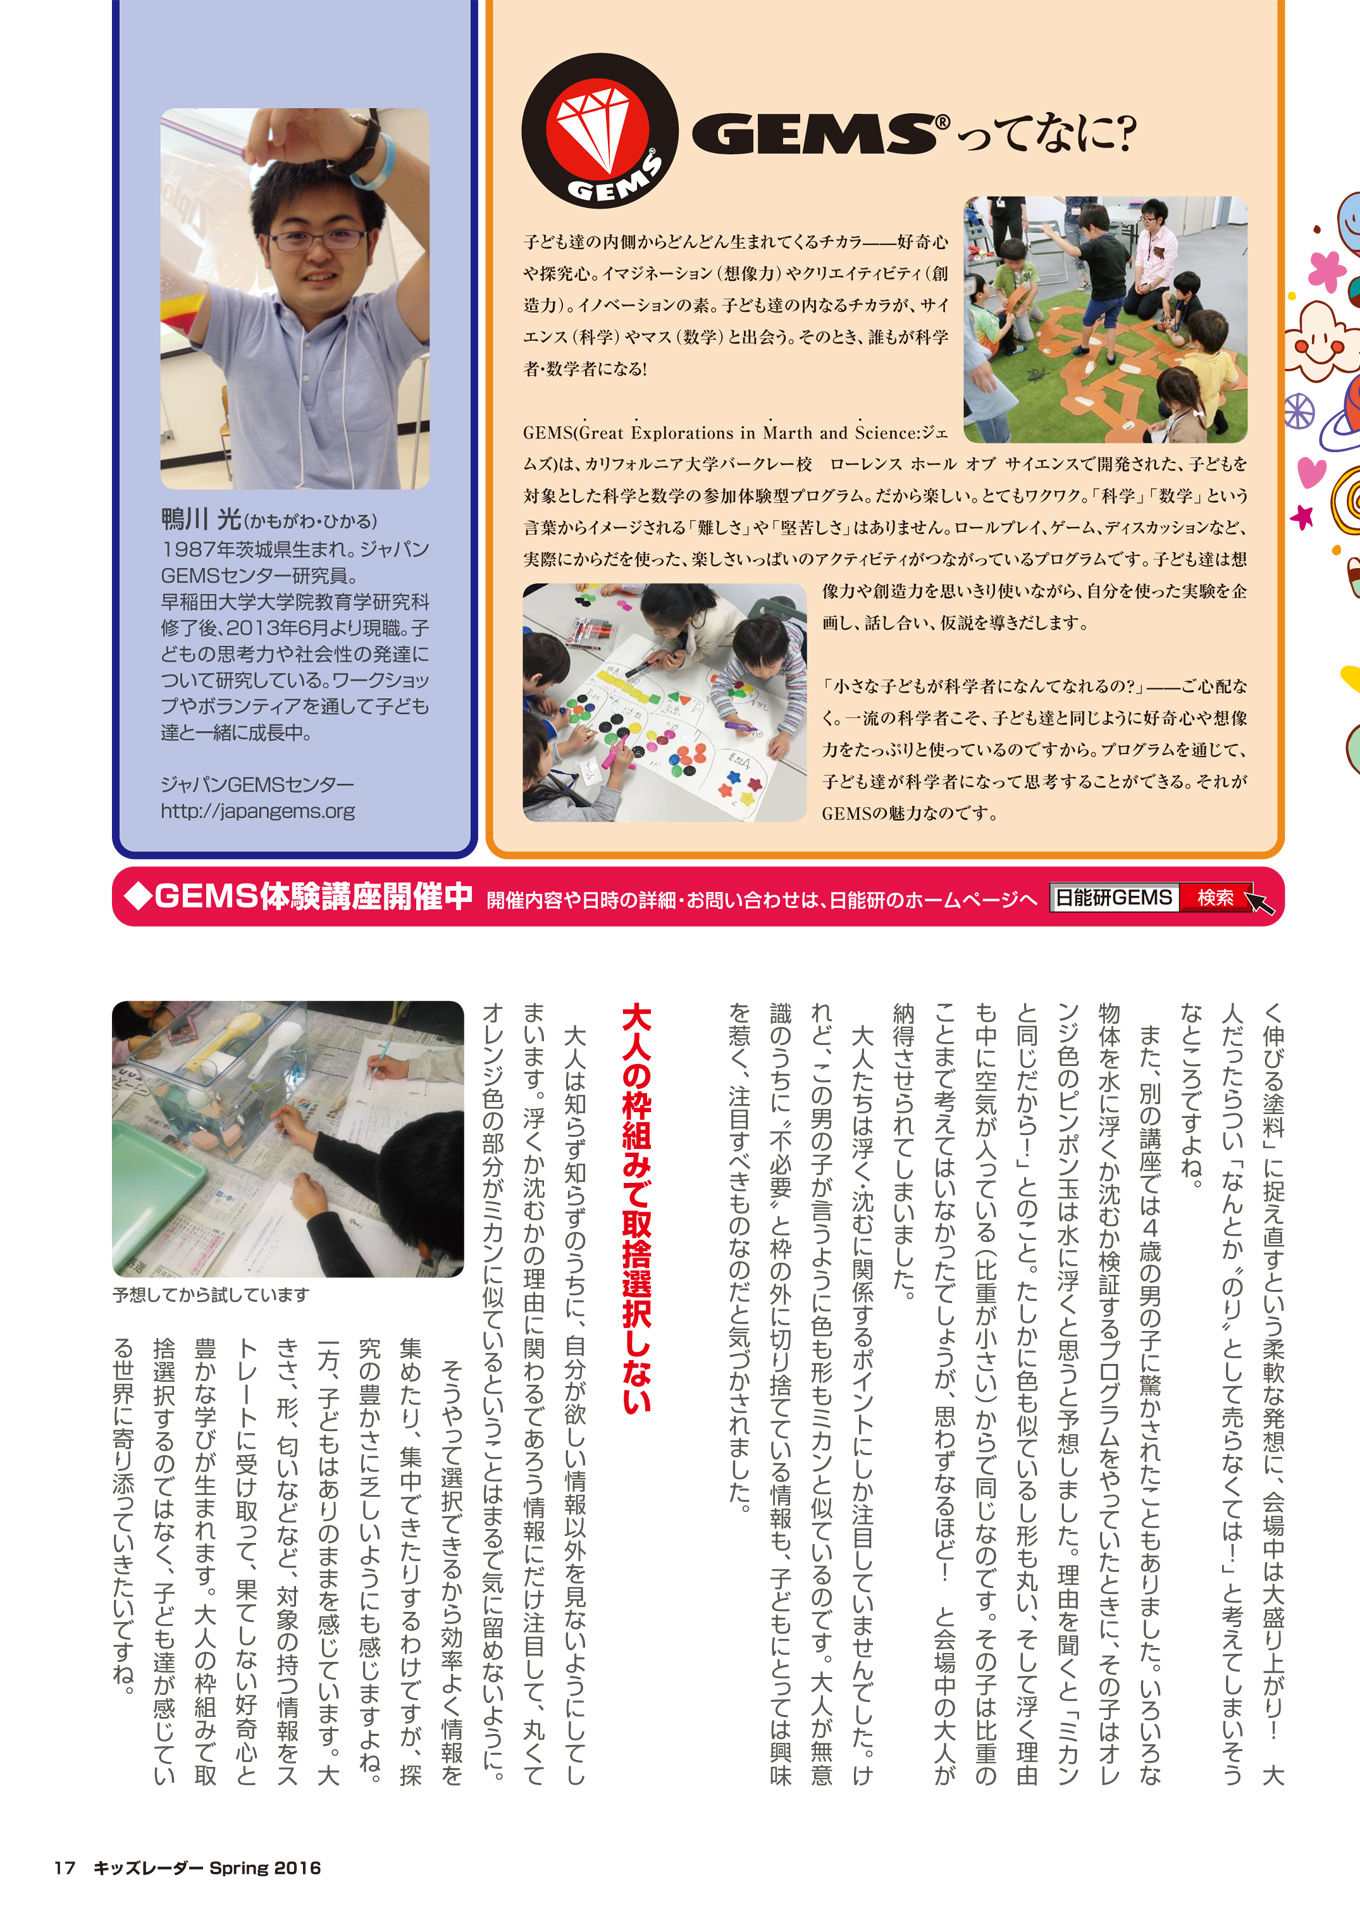 GEMS®
GEMS®ってなに?
子ども達の内側からどんどん生まれてくるチカラ——好奇心
や探究心。イマジネーション(想像力)やクリエイティビティ(創
造力)。イノベーションの素。子ども達の内なるチカラが、サイ
エンス(科学)やマス(数学)と出会う。そのとき、誰もが科学
者・数学者になる!
GEMS(Great Explorations in Marth and Science:ジェ
ムズ)は、カリフォルニア大学バークレー校　ローレンス ホール オブ サイエンスで開発された、子どもを
対象とした科学と数学の参加体験型プログラム。だから楽しい。とてもワクワク。「科学」「数学」という
言葉からイメージされる「難しさ」や「堅苦しさ」はありません。ロールプレイ、ゲーム、ディスカッションなど、
実際にからだを使った、楽しさいっぱいのアクティビティがつながっているプログラムです。子ども達は想
像力や創造力を思いきり使いながら、自分を使った実験を企
画し、話し合い、仮説を導きだします。
「小さな子どもが科学者になんてなれるの?」——ご心配な
く。一流の科学者こそ、子ども達と同じように好奇心や想像
力をたっぷりと使っているのですから。プログラムを通じて、
子ども達が科学者になって思考することができる。それが
GEMSの魅力なのです。
鴨川 光(かもがわ・ひかる)
1987年茨城県生まれ。ジャパン
GEMSセンター研究員。
早稲田大学大学院教育学研究科
修了後、2013年6月より現職。子
どもの思考力や社会性の発達に
ついて研究している。ワークショッ
プやボランティアを通して子ども
達と一緒に成長中。
ジャパンGEMSセンター
http://japangems.org
◆GEMS体験講座開催中 開催内容や日時の詳細・お問い合わせは、日能研のホームページへ 日能研GEMS 検索
く伸びる塗料」に捉え直すという柔軟な発想に、会場中は大盛り上がり!　大
人だったらつい「なんとか〝のり〟として売らなくては!」と考えてしまいそう
なところですよね。
また、別の講座では4歳の男の子に驚かされたこともありました。いろいろな
物体を水に浮くか沈むか検証するプログラムをやっていたときに、その子はオレ
ンジ色のピンポン玉は水に浮くと思うと予想しました。理由を聞くと「ミカン
と同じだから!」とのこと。たしかに色も似ているし形も丸い、そして浮く理由
も中に空気が入っている(比重が小さい)からで同じなのです。その子は比重の
ことまで考えてはいなかったでしょうが、思わずなるほど!　と会場中の大人が
納得させられてしまいました。
大人たちは浮く・沈むに関係するポイントにしか注目していませんでした。け
れど、この男の子が言うように色も形もミカンと似ているのです。大人が無意
識のうちに〝不必要〟と枠の外に切り捨てている情報も、子どもにとっては興味
を惹く、注目すべきものなのだと気づかされました。
大人の枠組みで取捨選択しない
大人は知らず知らずのうちに、自分が欲しい情報以外を見ないようにしてし
まいます。浮くか沈むかの理由に関わるであろう情報にだけ注目して、丸くて
オレンジ色の部分がミカンに似ているということはまるで気に留めないように。
そうやって選択できるから効率よく情報を
集めたり、集中できたりするわけですが、探
究の豊かさに乏しいようにも感じますよね。
一方、子どもはありのままを感じています。大
きさ、形、匂いなどなど、対象の持つ情報をス
トレートに受け取って、果てしない好奇心と
豊かな学びが生まれます。大人の枠組みで取
捨選択するのではなく、子ども達が感じてい
る世界に寄り添っていきたいですね。
予想してから試しています
17　キッズレーダー Spring 2016